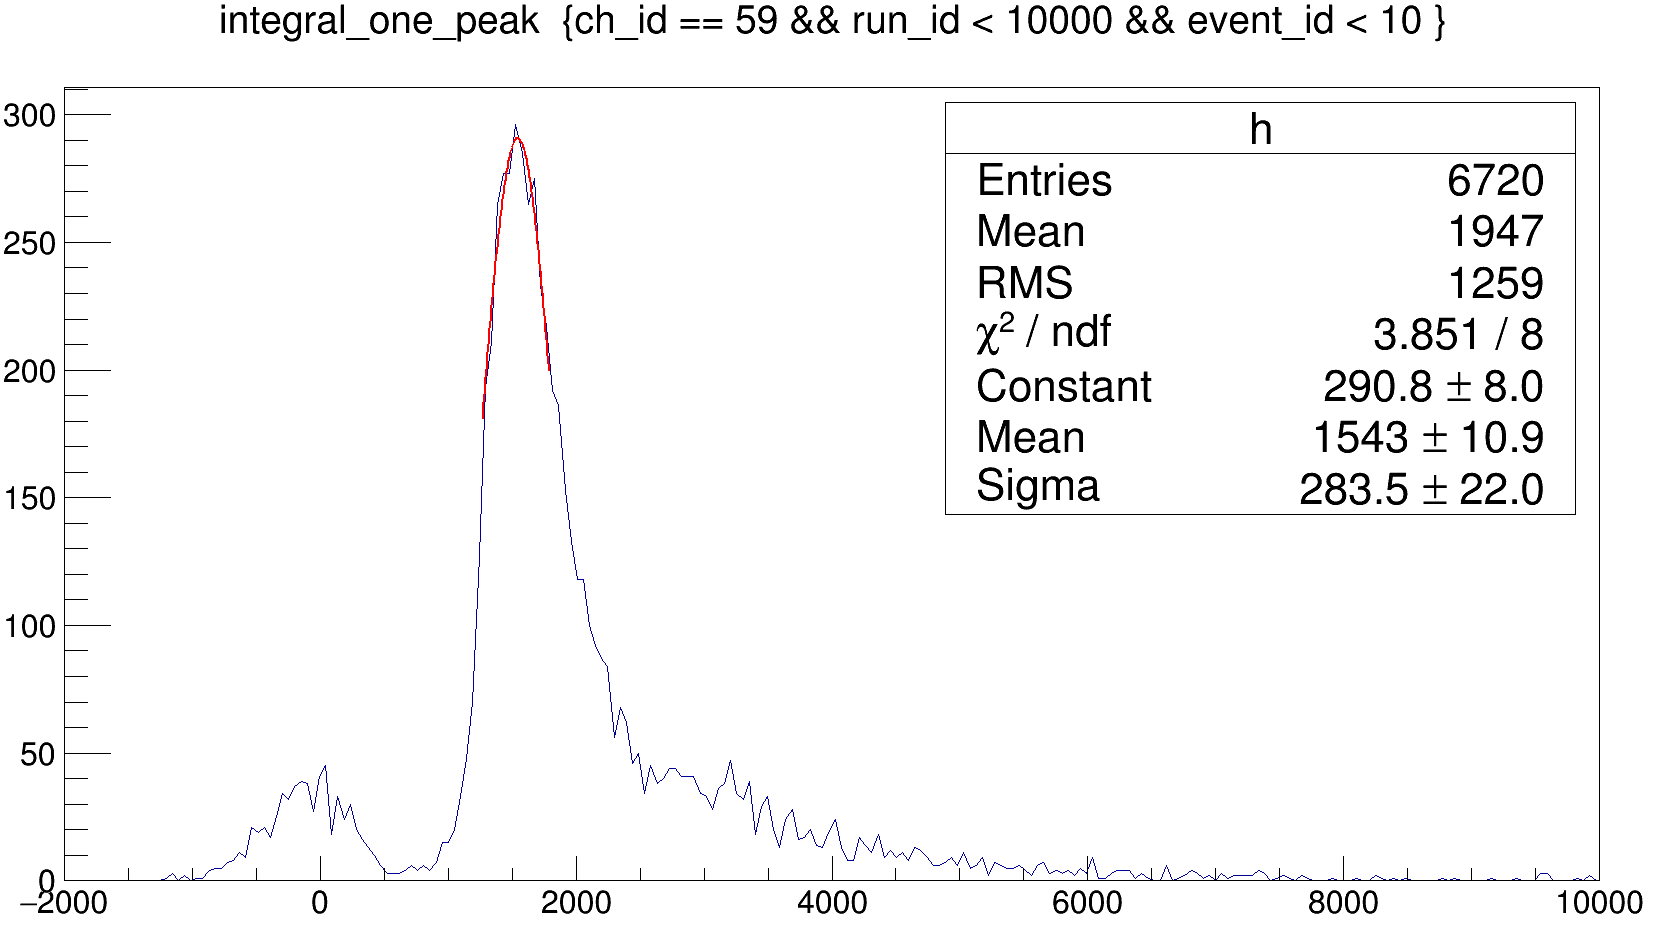 integral_one_peak {ch_id == 59 && run_id < 10000 && event_id < 10 }
h
Entries 6720
Mean 1947
RMS 1259
χ² / ndf 3.851 / 8
Constant 290.8 ± 8.0
Mean 1543 ± 10.9
Sigma 283.5 ± 22.0
300
250
200
150
100
50
0
−2000 0 2000 4000 6000 8000 10000